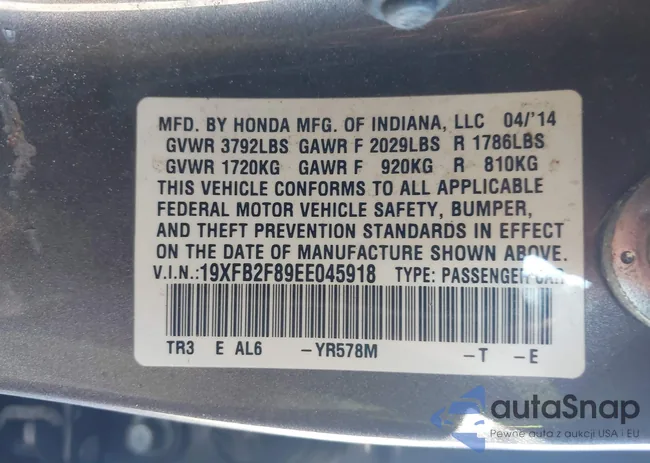 MFD. BY HONDA MFG. OF INDIANA, LLC 04/'14
GVWR 3792LBS GAWR F 2029LBS R 1786LBS
GVWR 1720KG GAWR F 920KG R 810KG
THIS VEHICLE CONFORMS TO ALL APPLICABLE
FEDERAL MOTOR VEHICLE SAFETY, BUMPER,
AND THEFT PREVENTION STANDARDS IN EFFECT
ON THE DATE OF MANUFACTURE SHOWN ABOVE.
V.I.N.:19XFB2F89EE045918 TYPE: PASSENGER CAR
TR3 E AL6 -YR578M -T -E
autaSnap
Pewne auta z aukcji USA i EU